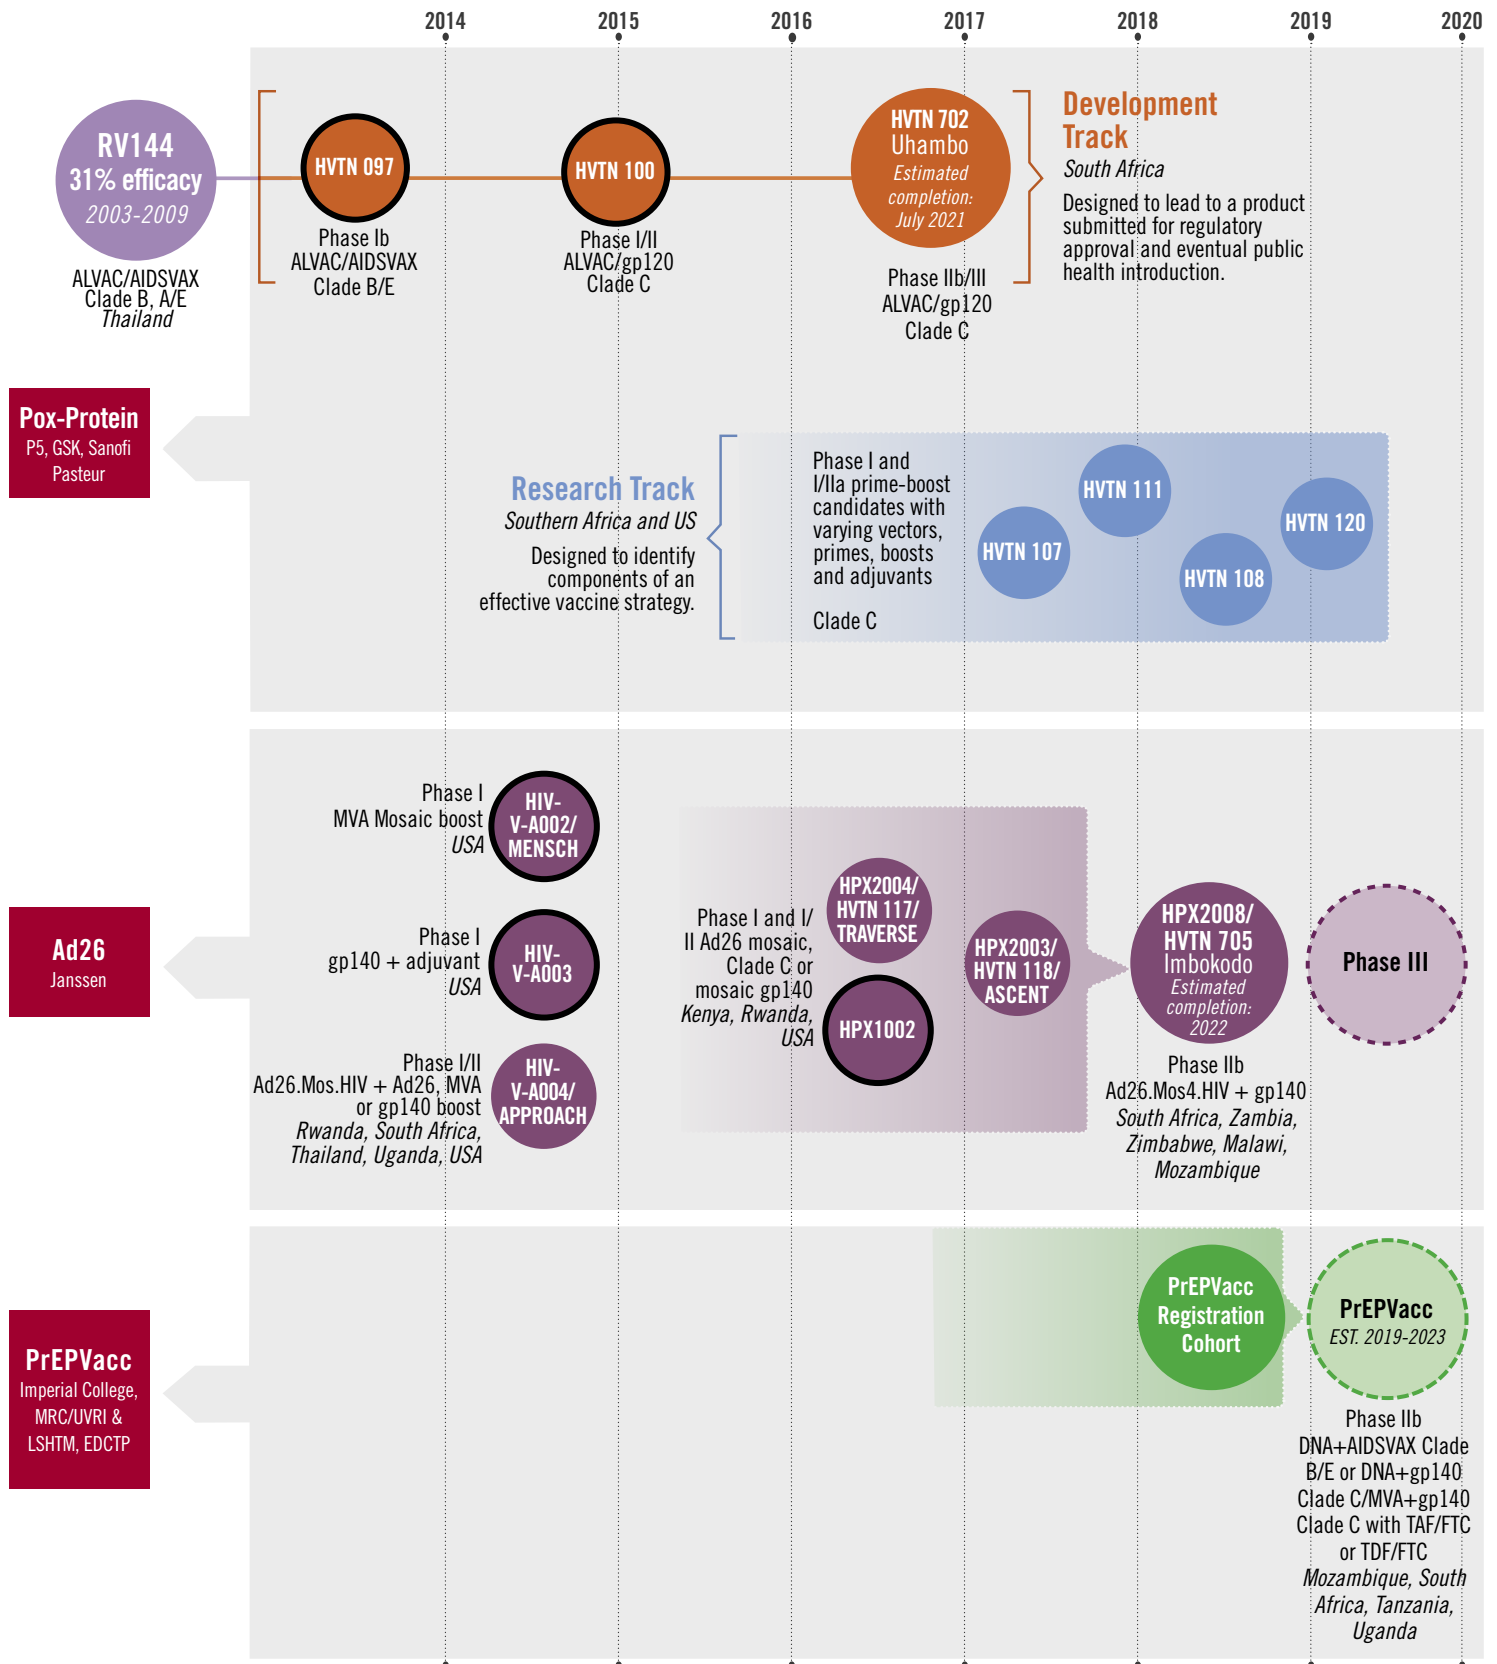 2014 2015 2016 2017 2018 2019 2020
RV144
31% efficacy
2003-2009
ALVAC/AIDSVAX
Clade B, A/E
Thailand
HVTN 097
Phase Ib
ALVAC/AIDSVAX
Clade B/E
HVTN 100
Phase I/II
ALVAC/gp120
Clade C
HVTN 702
Uhambo
Estimated
completion:
July 2021
Phase IIb/III
ALVAC/gp120
Clade C
Development
Track
South Africa
Designed to lead to a product
submitted for regulatory
approval and eventual public
health introduction.
Pox-Protein
P5, GSK, Sanofi
Pasteur
Research Track
Southern Africa and US
Designed to identify
components of an
effective vaccine strategy.
Phase I and
I/IIa prime-boost
candidates with
varying vectors,
primes, boosts
and adjuvants
Clade C
HVTN 107
HVTN 111
HVTN 108
HVTN 120
Ad26
Janssen
Phase I
MVA Mosaic boost
USA
HIV-
V-A002/
MENSCH
Phase I
gp140 + adjuvant
USA
HIV-
V-A003
Phase I/II
Ad26.Mos.HIV + Ad26, MVA
or gp140 boost
Rwanda, South Africa,
Thailand, Uganda, USA
HIV-
V-A004/
APPROACH
Phase I and I/
II Ad26 mosaic,
Clade C or
mosaic gp140
Kenya, Rwanda,
USA
HPX2004/
HVTN 117/
TRAVERSE
HPX1002
HPX2003/
HVTN 118/
ASCENT
HPX2008/
HVTN 705
Imbokodo
Estimated
completion:
2022
Phase IIb
Ad26.Mos4.HIV + gp140
South Africa, Zambia,
Zimbabwe, Malawi,
Mozambique
Phase III
PrEPVacc
Imperial College,
MRC/UVRI &
LSHTM, EDCTP
PrEPVacc
Registration
Cohort
PrEPVacc
EST. 2019-2023
Phase IIb
DNA+AIDSVAX Clade
B/E or DNA+gp140
Clade C/MVA+gp140
Clade C with TAF/FTC
or TDF/FTC
Mozambique, South
Africa, Tanzania,
Uganda